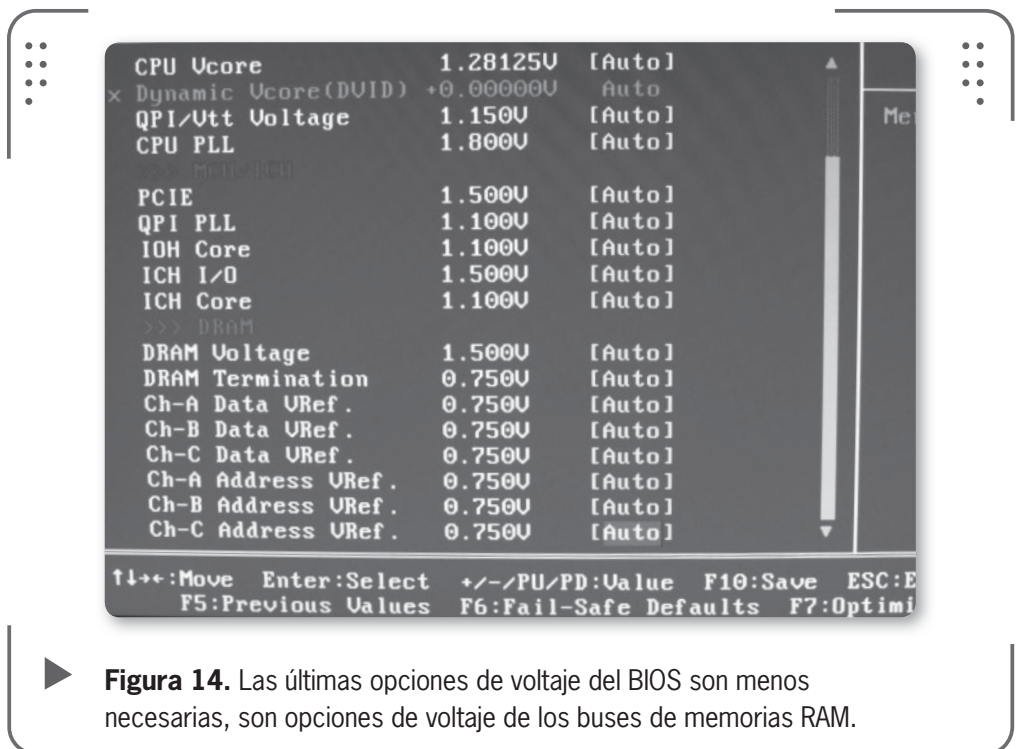 CPU Vcore 1.28125V [Auto]
x Dynamic Vcore(DVID) +0.00000V Auto
QPI/Vtt Voltage 1.150V [Auto]
CPU PLL 1.800V [Auto]
>>> MCH/ICH
PCIE 1.500V [Auto]
QPI PLL 1.100V [Auto]
IOH Core 1.100V [Auto]
ICH I/O 1.500V [Auto]
ICH Core 1.100V [Auto]
>>> DRAM
DRAM Voltage 1.500V [Auto]
DRAM Termination 0.750V [Auto]
Ch-A Data VRef. 0.750V [Auto]
Ch-B Data VRef. 0.750V [Auto]
Ch-C Data VRef. 0.750V [Auto]
Ch-A Address VRef. 0.750V [Auto]
Ch-B Address VRef. 0.750V [Auto]
Ch-C Address VRef. 0.750V [Auto]
Me
↑↓→←:Move Enter:Select +/-/PU/PD:Value F10:Save ESC:E
F5:Previous Values F6:Fail-Safe Defaults F7:Optimi
Figura 14. Las últimas opciones de voltaje del BIOS son menos
necesarias, son opciones de voltaje de los buses de memorias RAM.